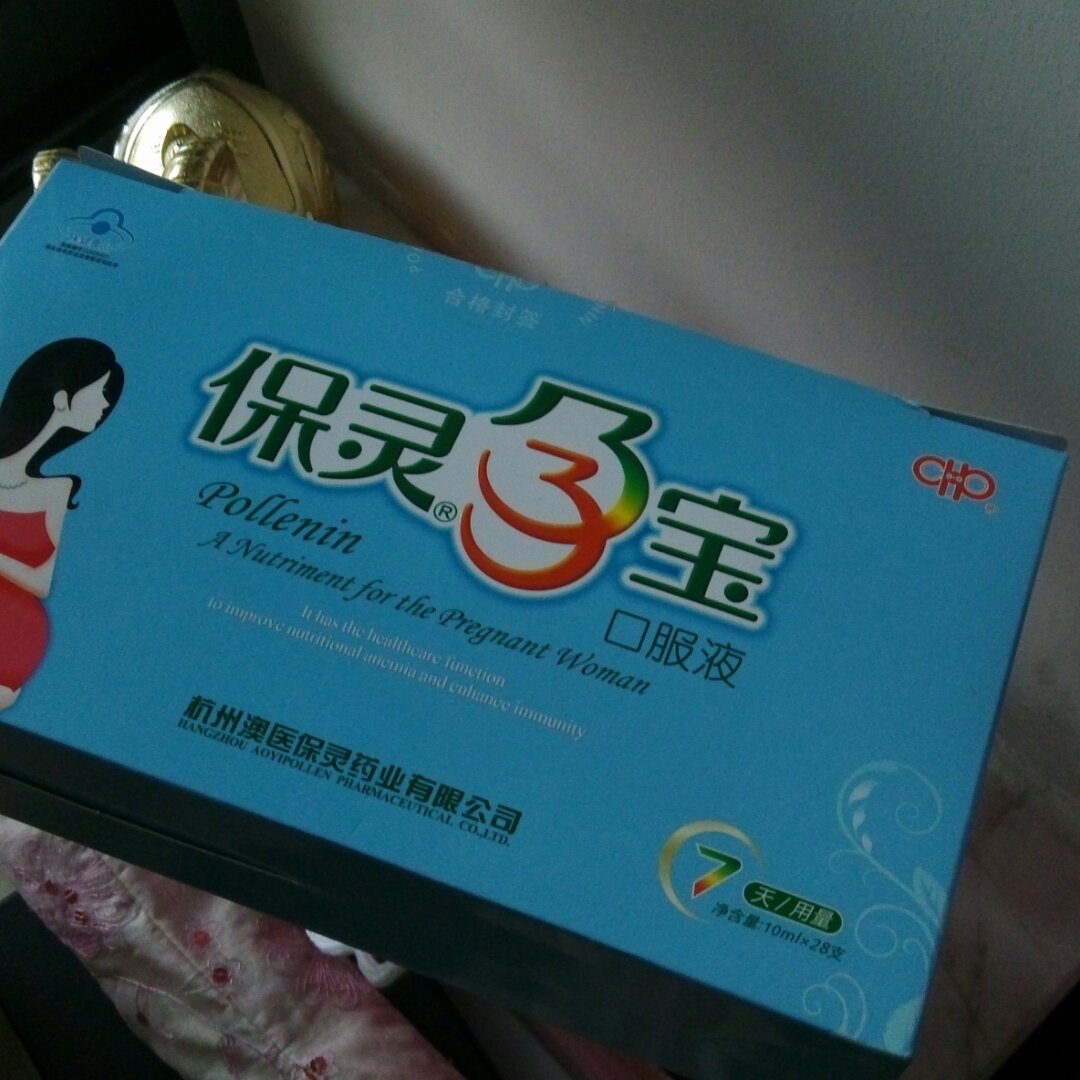 合格封签
保灵®孕宝
CHP
Pollenin
A Nutriment for the Pregnant Woman
口服液
It has the healthcare function
to improve nutritional anemia and enhance immunity
杭州澳医保灵药业有限公司
HANGZHOU AOYIPOLLEN PHARMACEUTICAL CO.,LTD.
7
天/用量
净含量:10ml×28支